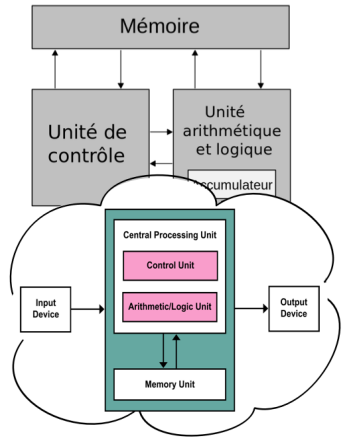 Mémoire
Unité de
contrôle
Unité
arithmétique
et logique
ccumulateur
Central Processing Unit
Control Unit
Arithmetic/Logic Unit
Input
Device
Output
Device
Memory Unit